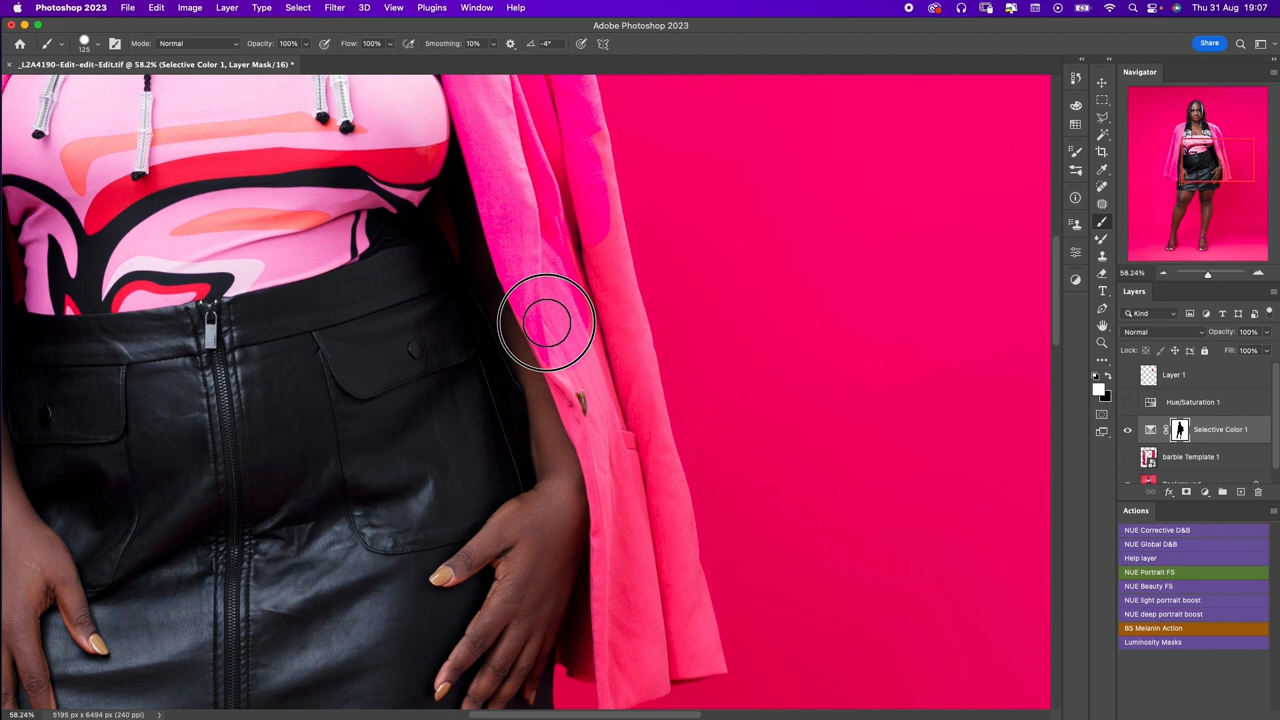 Photoshop 2023 File Edit Image Layer Type Select Filter 3D View Plugins Window Help Thu 31 Aug 19:07
Adobe Photoshop 2023
125 Mode: Normal Opacity: 100% Flow: 100% Smoothing: 10% -4° Share
_L2A4190-Edit-edit-Edit.tif @ 58.2% (Selective Color 1, Layer Mask/16) *
Navigator
58.24%
Layers
Kind
Normal Opacity: 100%
Lock: Fill: 100%
Layer 1
Hue/Saturation 1
Selective Color 1
barbie Template 1
Background
Actions
NUE Corrective D&B
NUE Global D&B
Help layer
NUE Portrait FS
NUE Beauty FS
NUE light portrait boost
NUE deep portrait boost
BS Melanin Action
Luminosity Masks
58.24% 5195 px x 6494 px (240 ppi)